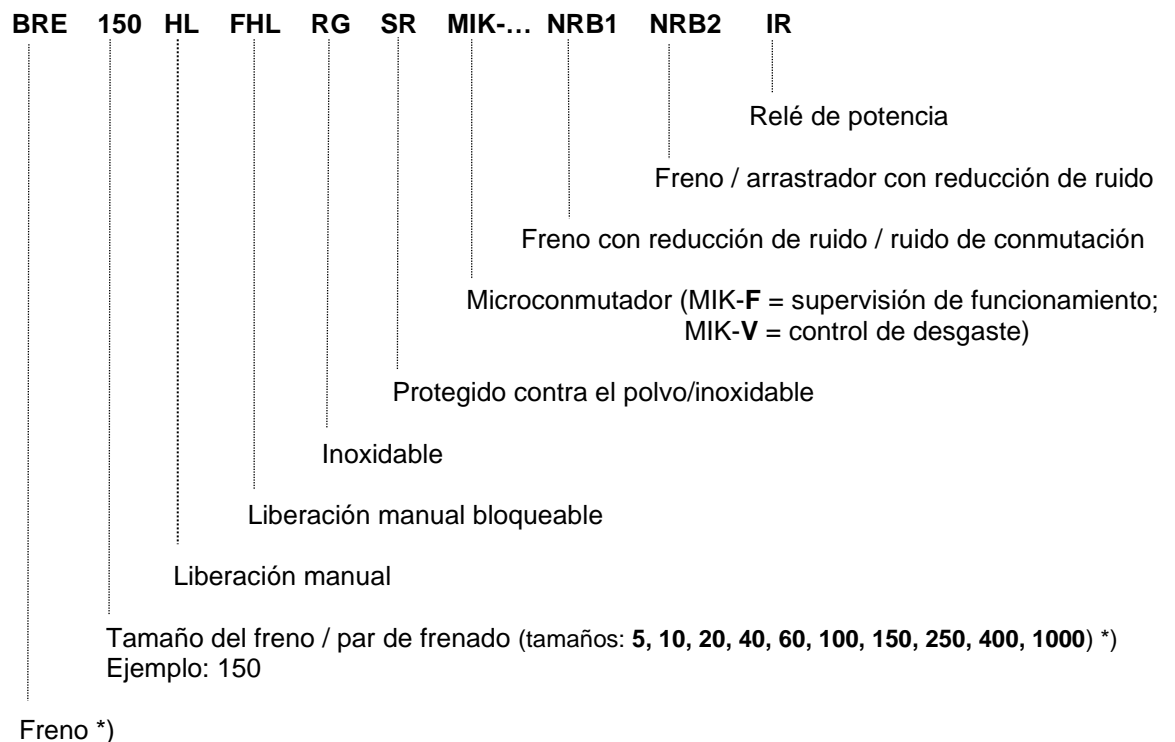 BRE 150 HL FHL RG SR MIK-… NRB1 NRB2 IR
Relé de potencia
Freno / arrastrador con reducción de ruido
Freno con reducción de ruido / ruido de conmutación
Microconmutador (MIK-F = supervisión de funcionamiento;
MIK-V = control de desgaste)
Protegido contra el polvo/inoxidable
Inoxidable
Liberación manual bloqueable
Liberación manual
Tamaño del freno / par de frenado (tamaños: 5, 10, 20, 40, 60, 100, 150, 250, 400, 1000) *)
Ejemplo: 150
Freno *)